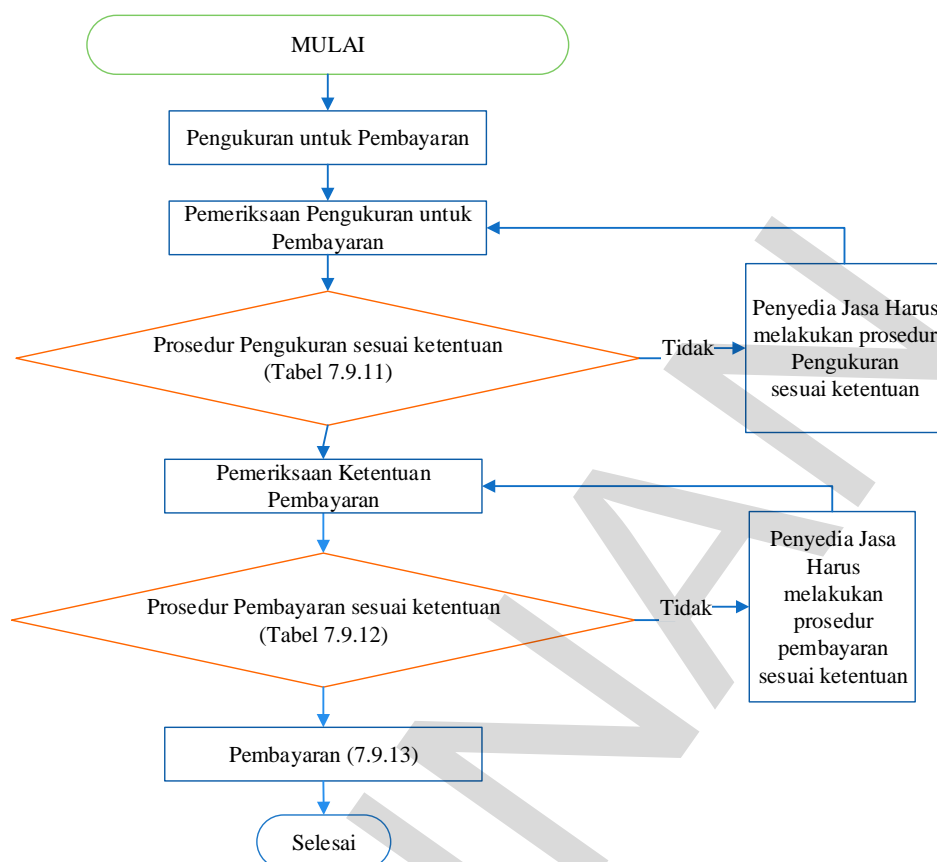 MULAI
Pengukuran untuk Pembayaran
Pemeriksaan Pengukuran untuk
Pembayaran
Prosedur Pengukuran sesuai ketentuan
(Tabel 7.9.11)
Tidak
Penyedia Jasa Harus
melakukan prosedur
Pengukuran
sesuai ketentuan
Pemeriksaan Ketentuan
Pembayaran
Prosedur Pembayaran sesuai ketentuan
(Tabel 7.9.12)
Tidak
Penyedia Jasa
Harus
melakukan
prosedur
pembayaran
sesuai ketentuan
Pembayaran (7.9.13)
Selesai